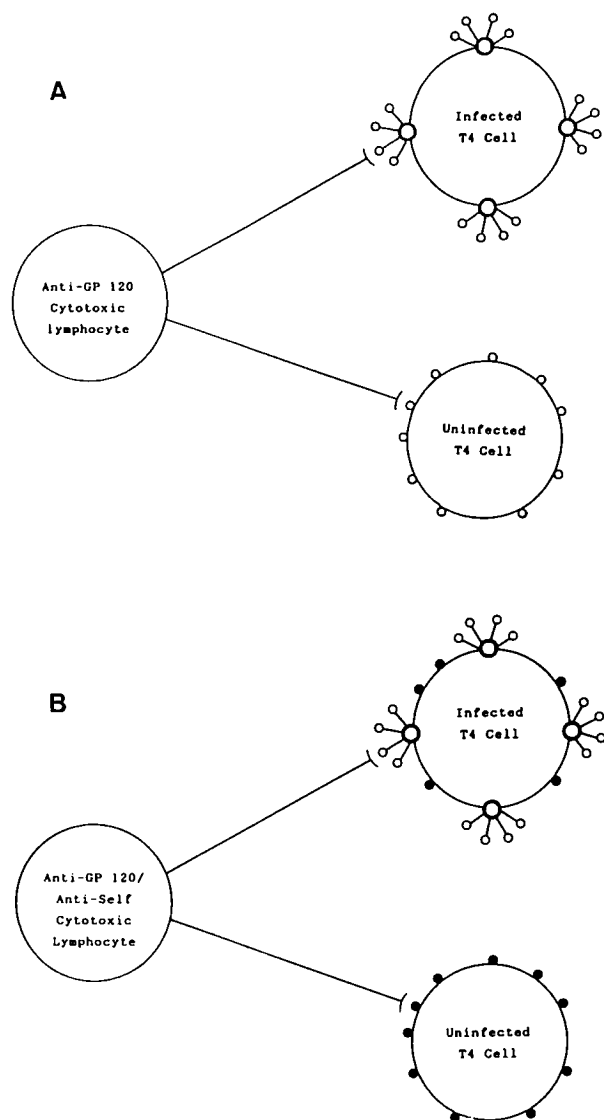 A
Infected
T4 Cell
Anti-GP 120
Cytotoxic
lymphocyte
Uninfected
T4 Cell
B
Infected
T4 Cell
Anti-GP 120/
Anti-Self
Cytotoxic
Lymphocyte
Uninfected
T4 Cell